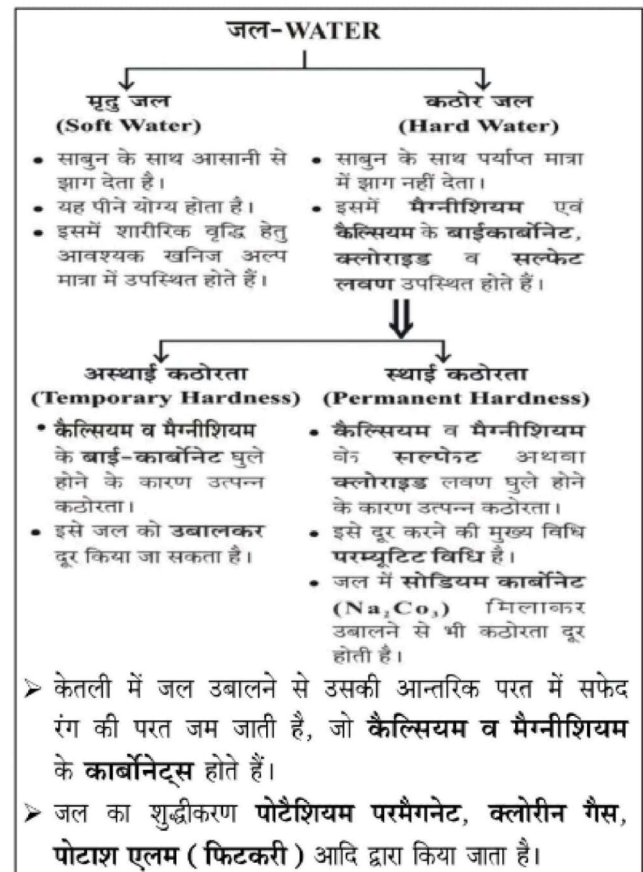 जल-WATER
मृदु जल
(Soft Water)
• साबुन के साथ आसानी से
झाग देता है।
• यह पीने योग्य होता है।
• इसमें शारीरिक वृद्धि हेतु
आवश्यक खनिज अल्प
मात्रा में उपस्थित होते हैं।
कठोर जल
(Hard Water)
• साबुन के साथ पर्याप्त मात्रा
में झाग नहीं देता।
• इसमें मैग्नीशियम एवं
कैल्सियम के बाईकार्बोनेट,
क्लोराइड व सल्फेट
लवण उपस्थित होते हैं।
अस्थाई कठोरता
(Temporary Hardness)
• कैल्सियम व मैग्नीशियम
के बाई-कार्बोनेट घुले
होने के कारण उत्पन्न
कठोरता।
• इसे जल को उबालकर
दूर किया जा सकता है।
स्थाई कठोरता
(Permanent Hardness)
• कैल्सियम व मैग्नीशियम
के सल्फेट अथवा
क्लोराइड लवण घुले होने
के कारण उत्पन्न कठोरता।
• इसे दूर करने की मुख्य विधि
परम्यूटिट विधि है।
• जल में सोडियम कार्बोनेट
(Na₂Co₃) मिलाकर
उबालने से भी कठोरता दूर
होती है।
➢ केतली में जल उबालने से उसकी आन्तरिक परत में सफेद
रंग की परत जम जाती है, जो कैल्सियम व मैग्नीशियम
के कार्बोनेट्स होते हैं।
➢ जल का शुद्धीकरण पोटैशियम परमैगनेट, क्लोरीन गैस,
पोटाश एलम ( फिटकरी ) आदि द्वारा किया जाता है।